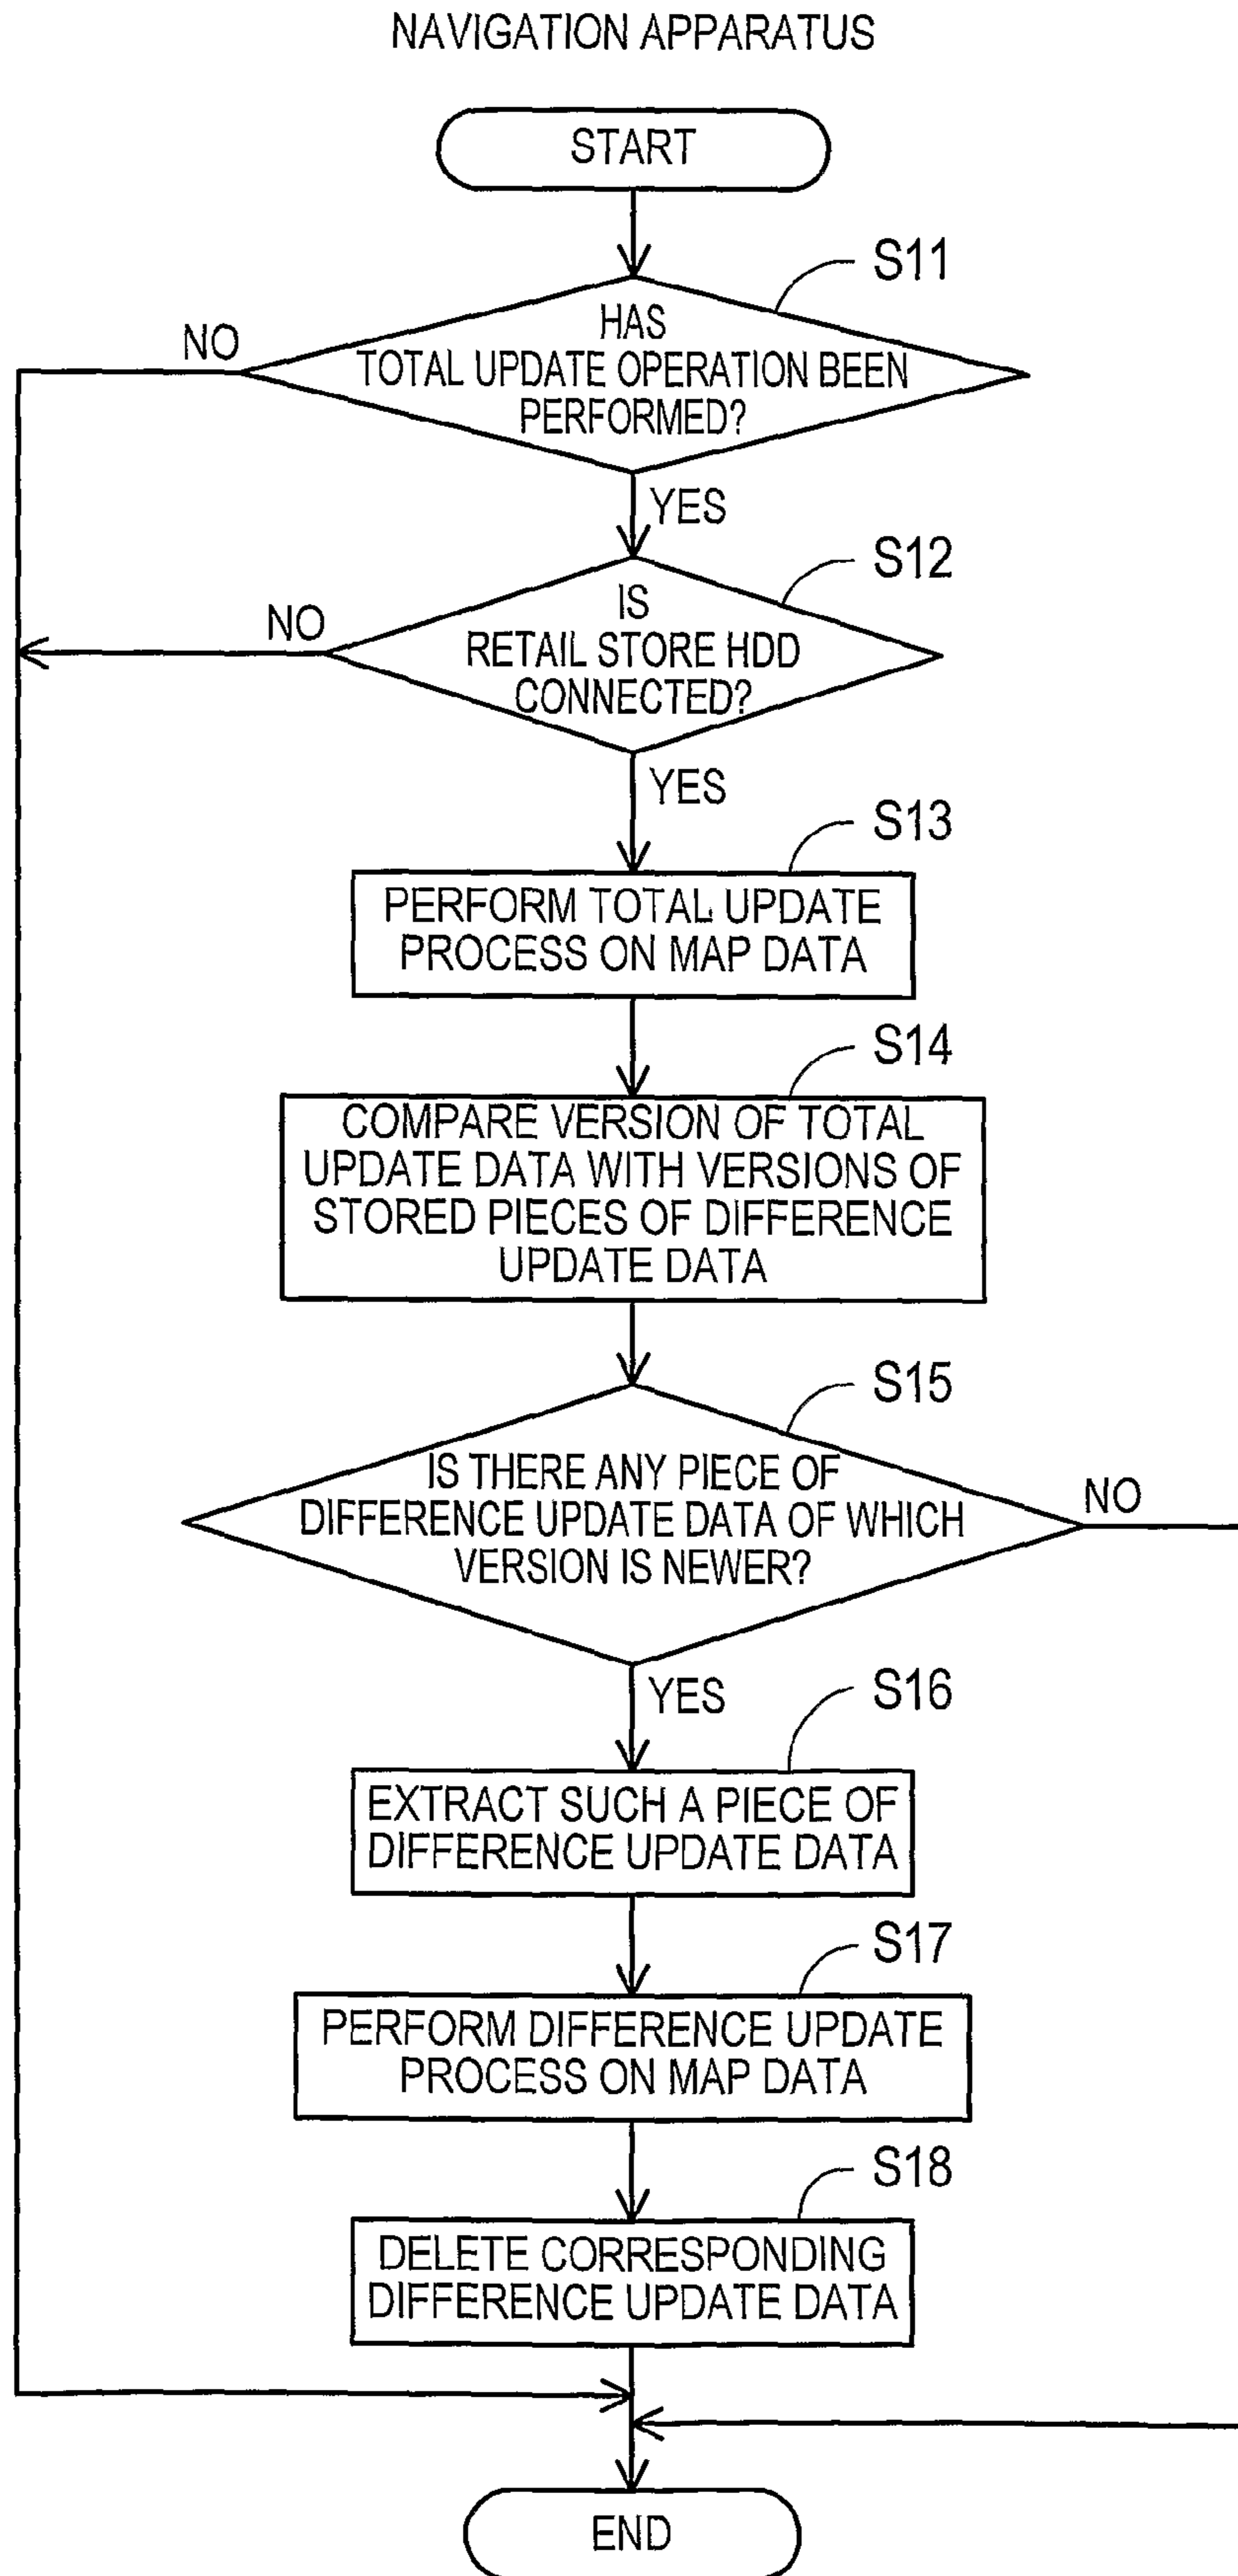 NAVIGATION APPARATUS
START
S11
NO
HAS
TOTAL UPDATE OPERATION BEEN
PERFORMED?
YES
S12
NO
IS
RETAIL STORE HDD
CONNECTED?
YES
S13
PERFORM TOTAL UPDATE
PROCESS ON MAP DATA
S14
COMPARE VERSION OF TOTAL
UPDATE DATA WITH VERSIONS OF
STORED PIECES OF DIFFERENCE
UPDATE DATA
S15
IS THERE ANY PIECE OF
DIFFERENCE UPDATE DATA OF WHICH
VERSION IS NEWER?
NO
YES
S16
EXTRACT SUCH A PIECE OF
DIFFERENCE UPDATE DATA
S17
PERFORM DIFFERENCE UPDATE
PROCESS ON MAP DATA
S18
DELETE CORRESPONDING
DIFFERENCE UPDATE DATA
END